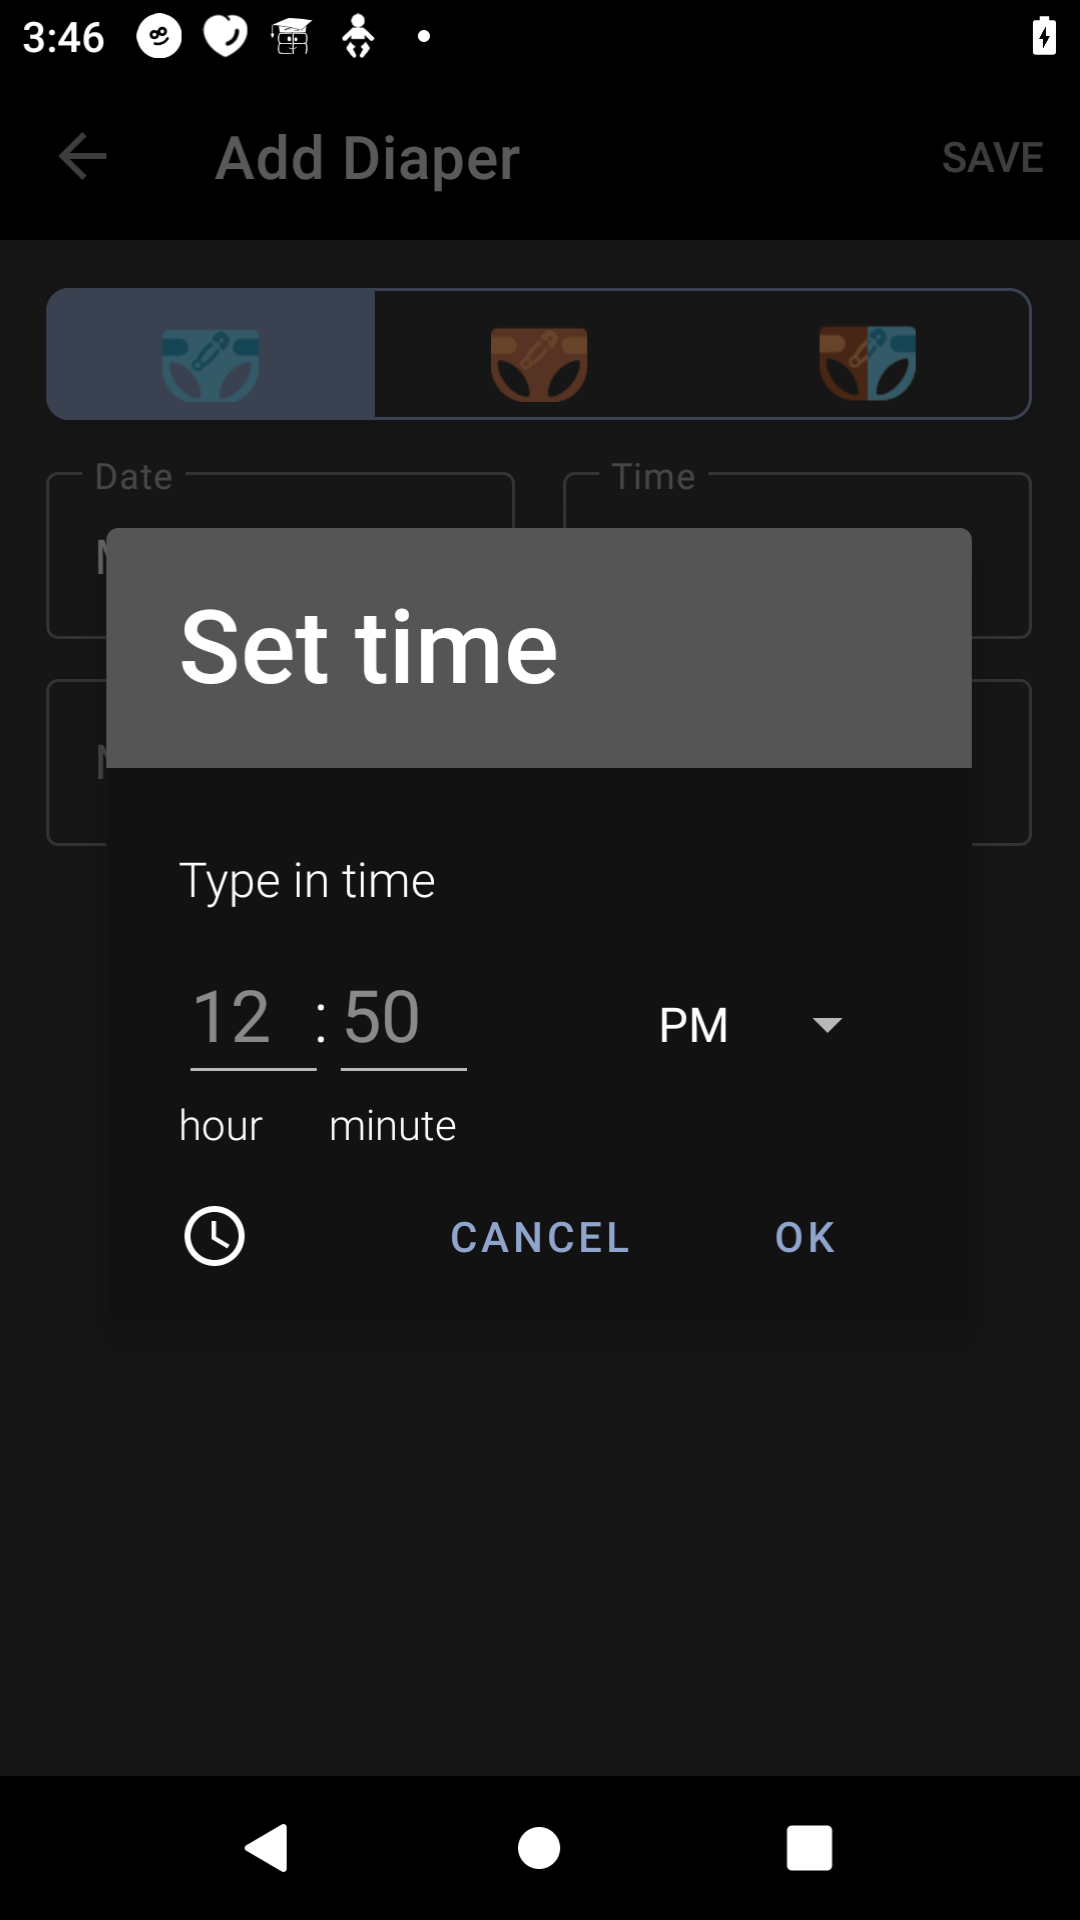 3:46
Add Diaper
SAVE
Date
Time
Set time
Type in time
12 : 50
PM
hour
minute
CANCEL
OK